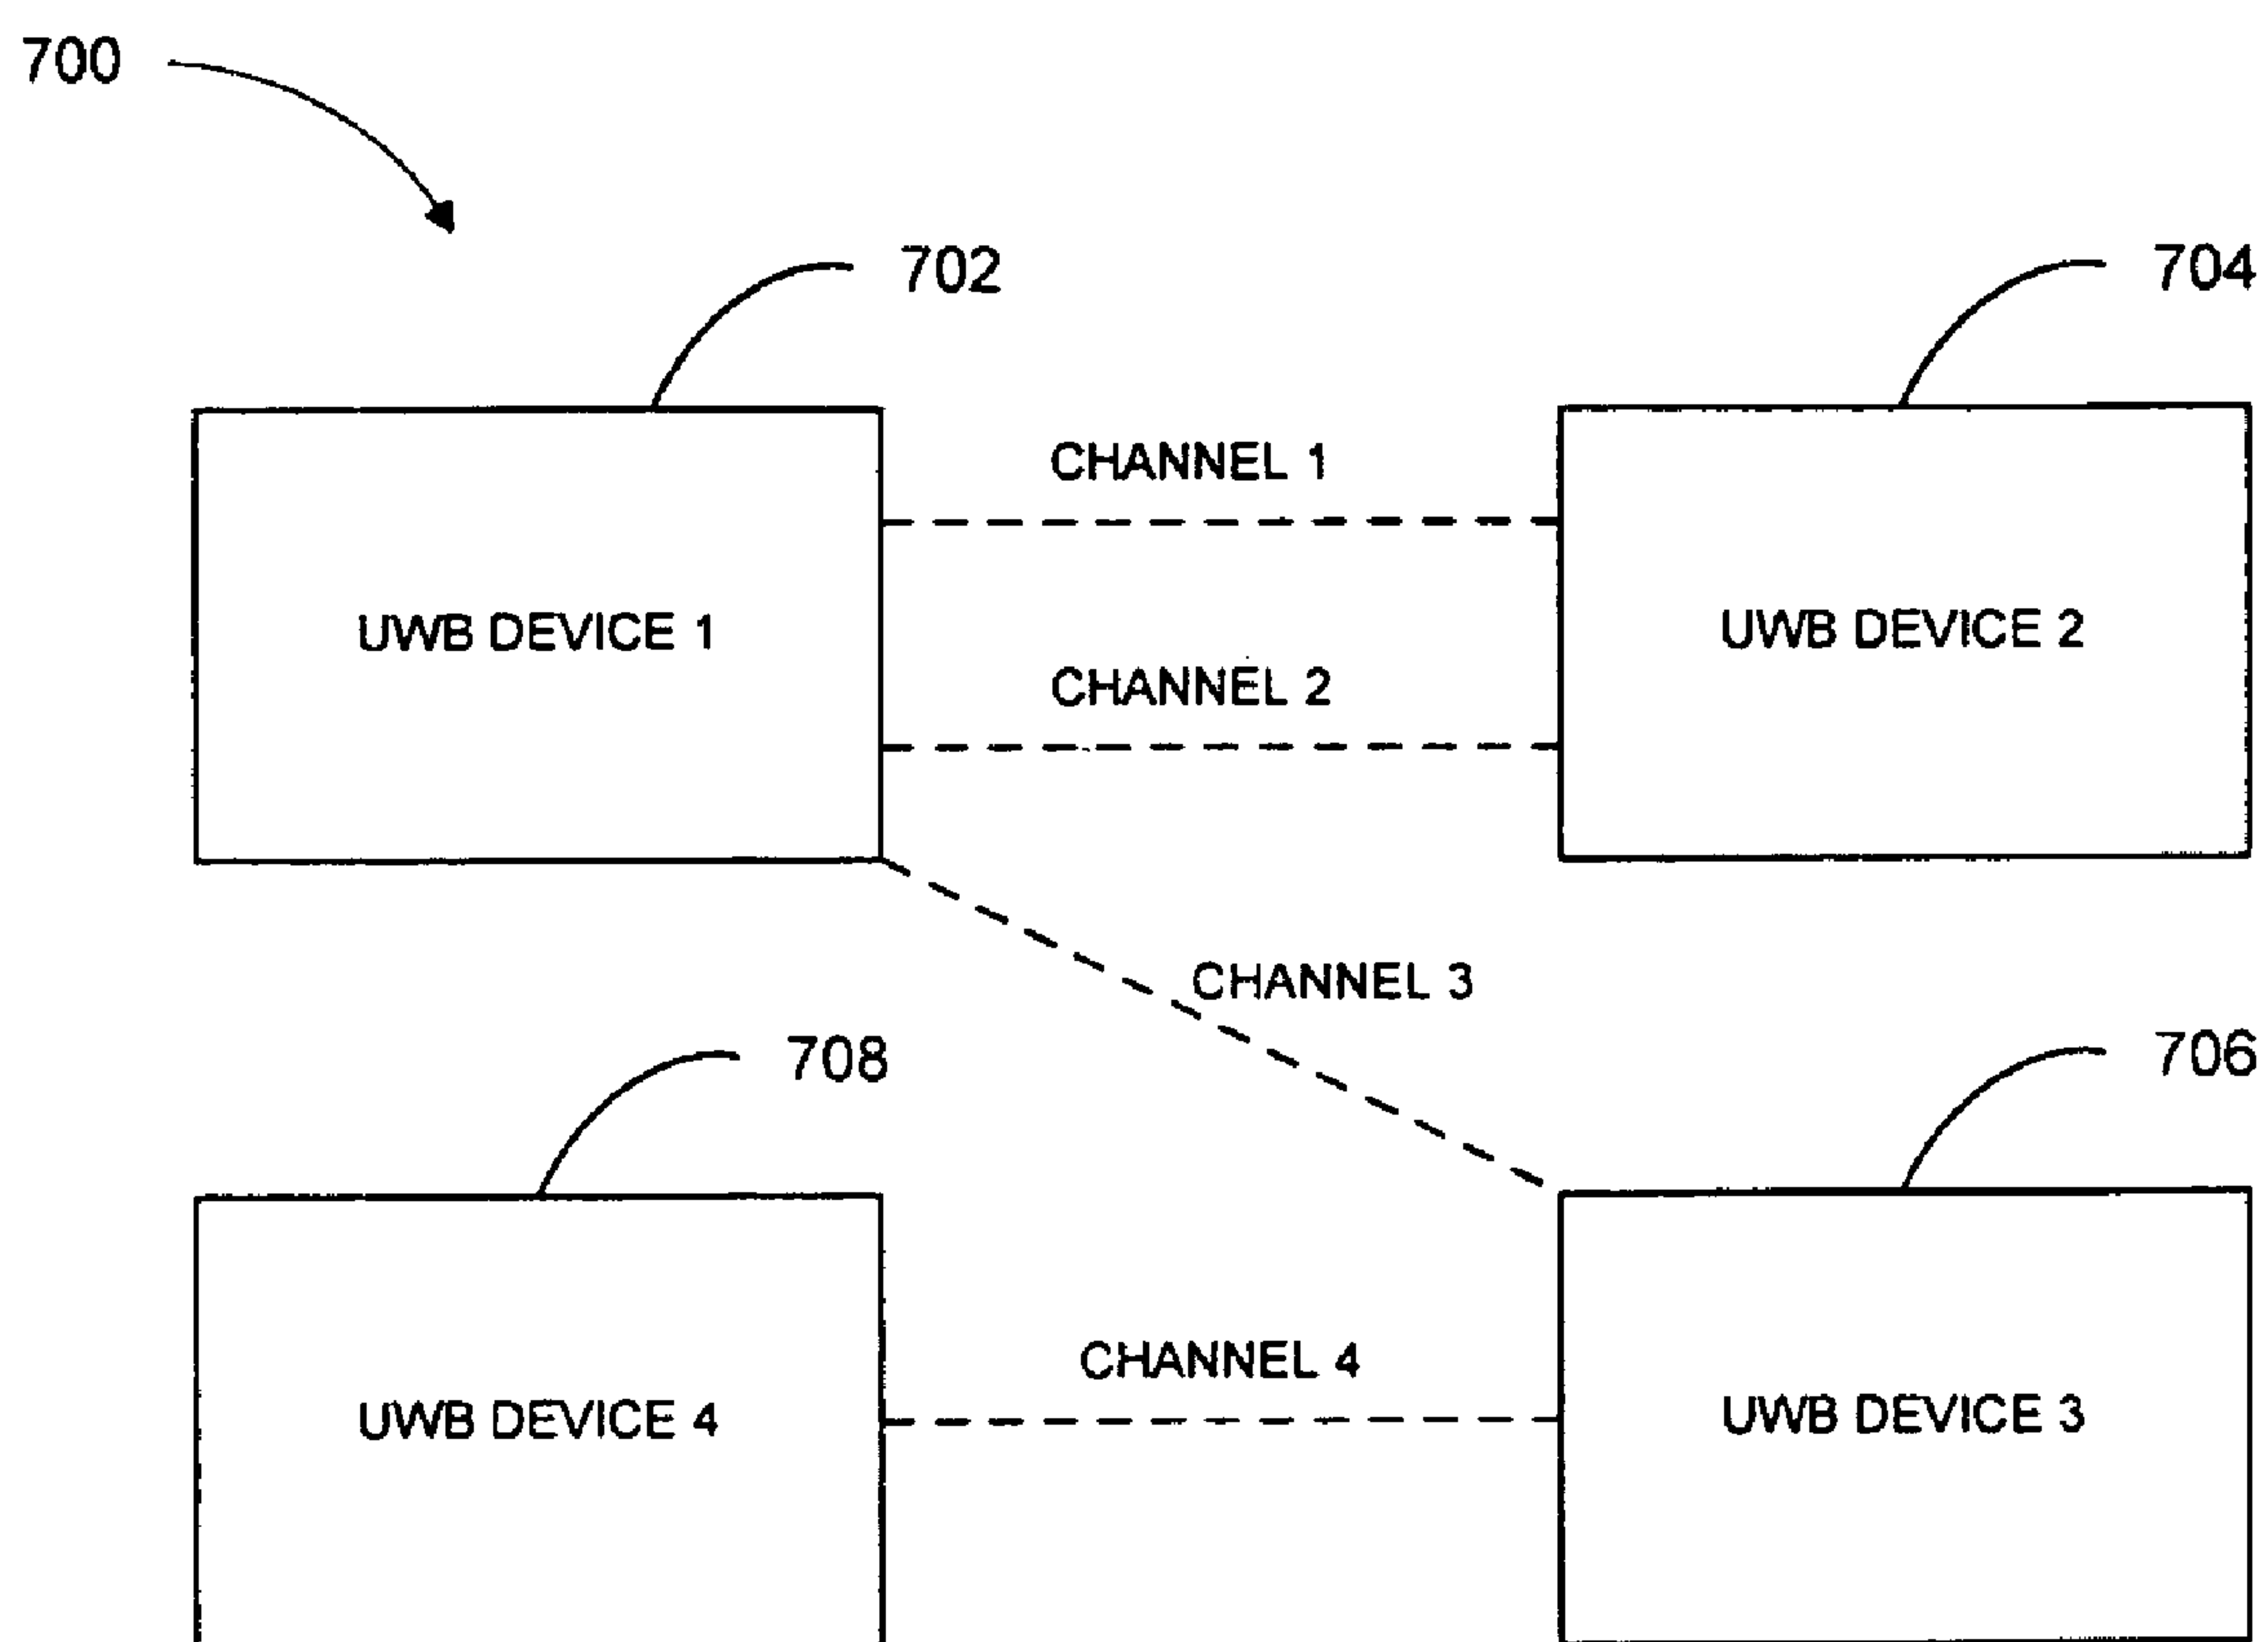 700
702
704
CHANNEL 1
UWB DEVICE 1
UWB DEVICE 2
CHANNEL 2
CHANNEL 3
708
706
CHANNEL 4
UWB DEVICE 4
UWB DEVICE 3